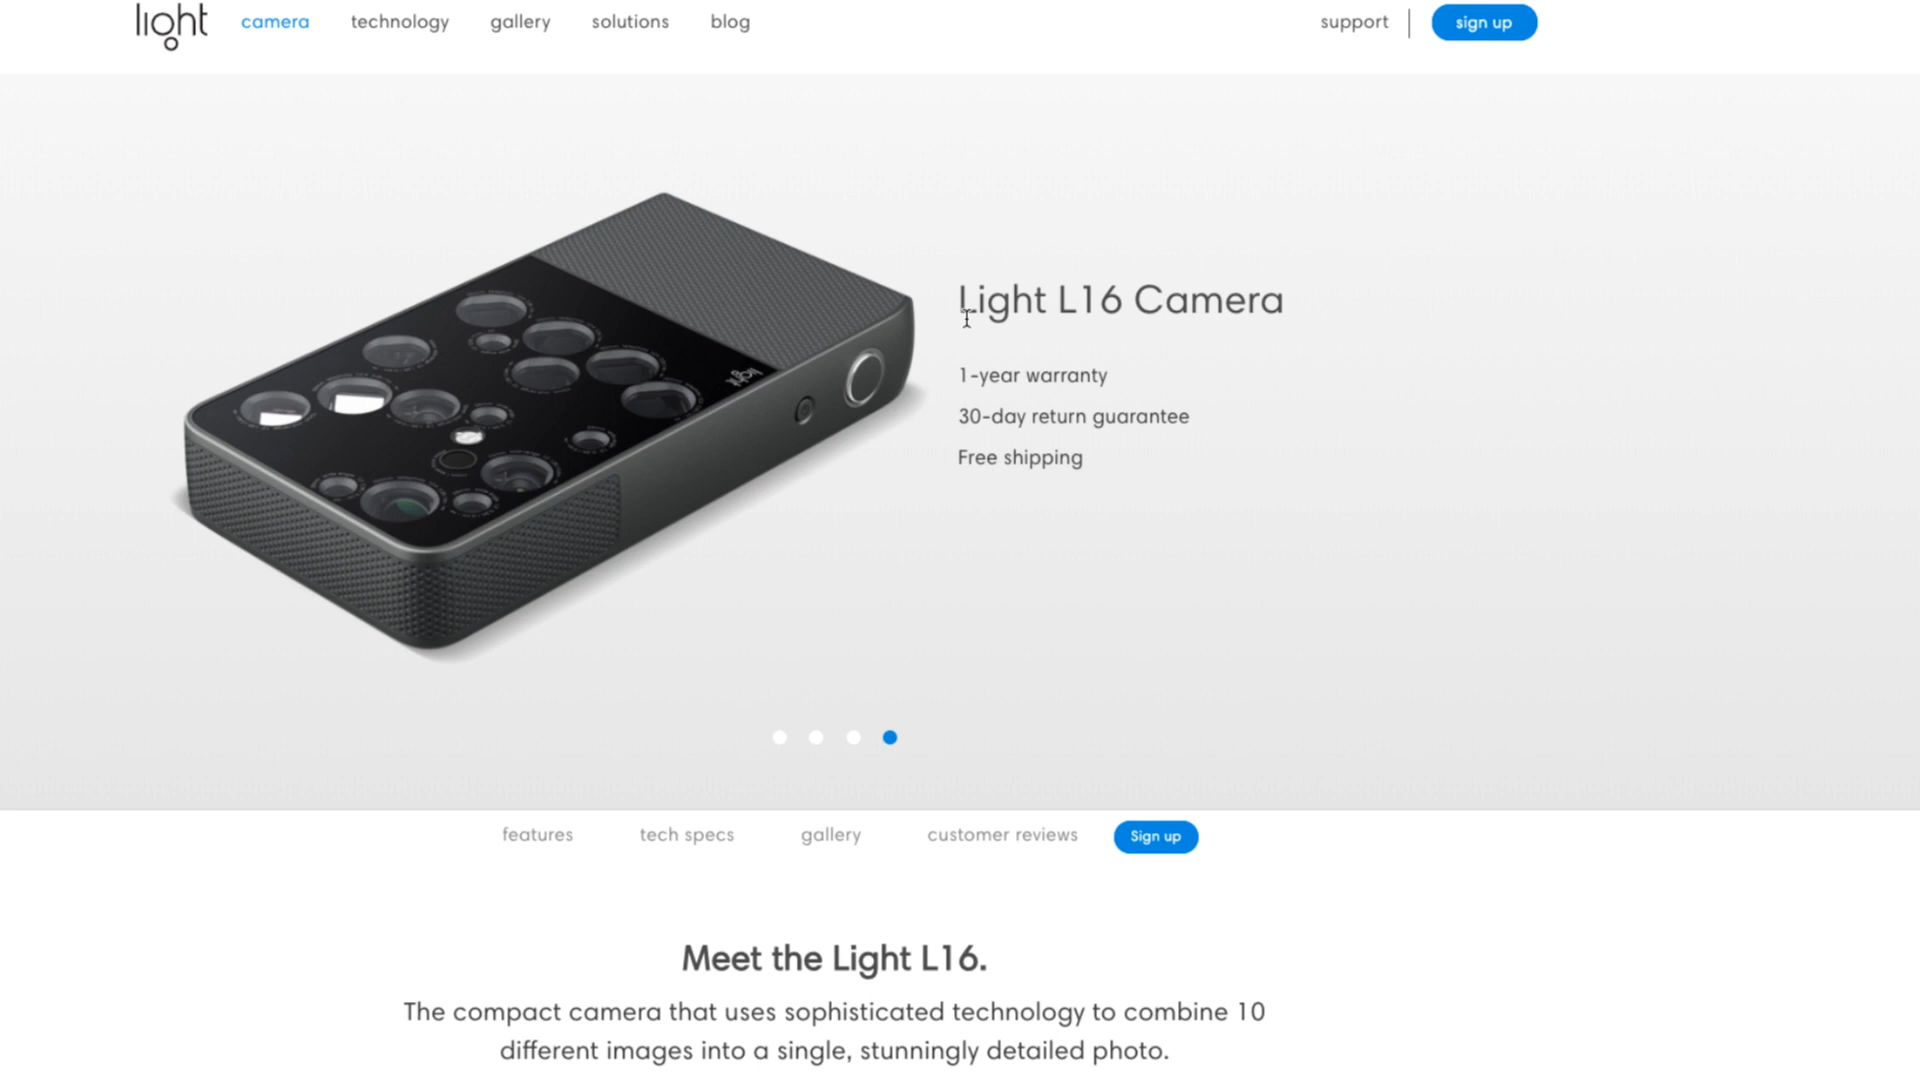 light
camera
technology
gallery
solutions
blog
support
sign up
light
Light L16 Camera
1-year warranty
30-day return guarantee
Free shipping
features
tech specs
gallery
customer reviews
Sign up
Meet the Light L16.
The compact camera that uses sophisticated technology to combine 10
different images into a single, stunningly detailed photo.